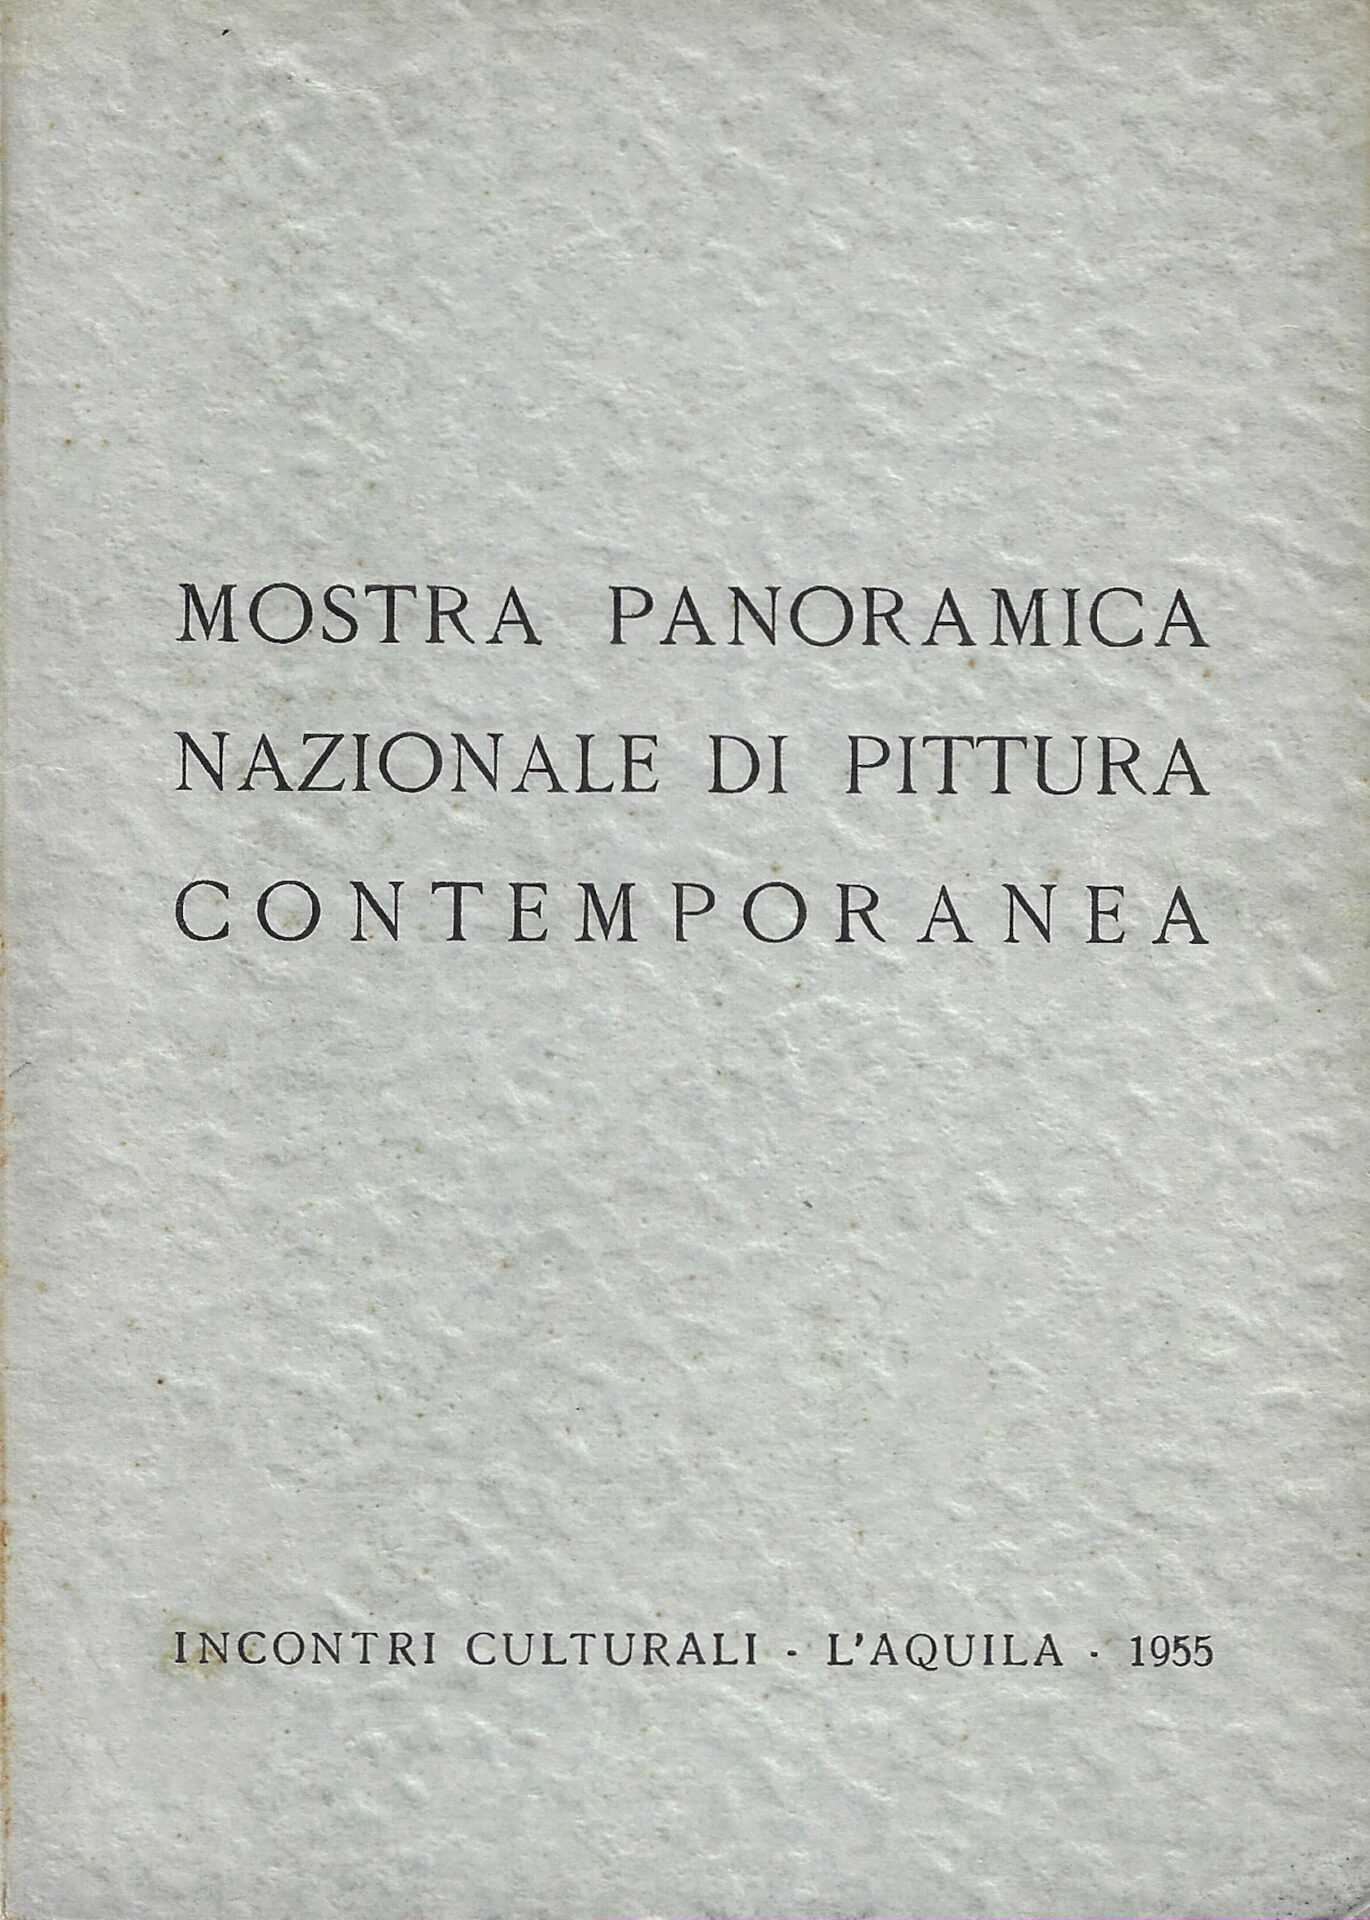 MOSTRA PANORAMICA
NAZIONALE DI PITTURA
CONTEMPORANEA
INCONTRI CULTURALI - L'AQUILA - 1955